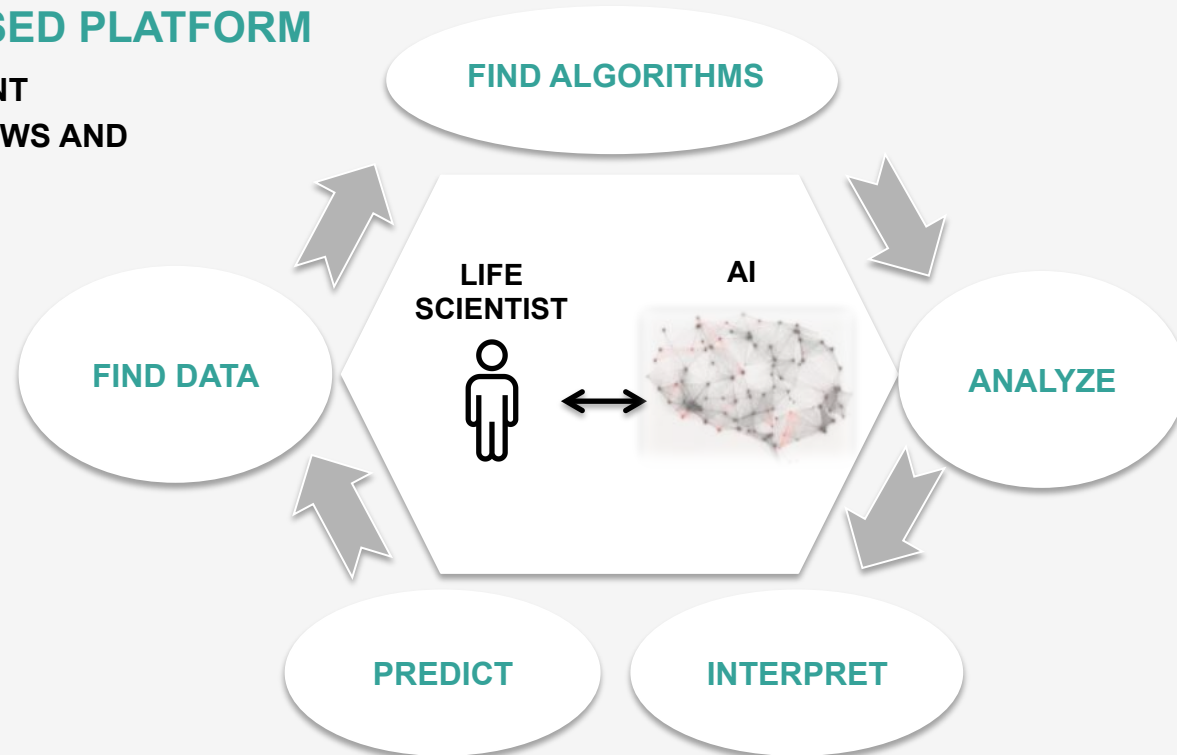 SED PLATFORM
NT
WS AND
FIND ALGORITHMS
LIFE
SCIENTIST
AI
FIND DATA
ANALYZE
PREDICT
INTERPRET